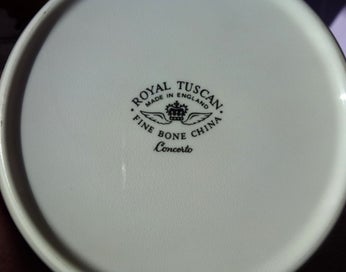 · ROYAL TUSCAN ·
MADE IN ENGLAND
FINE BONE CHINA
Concerto